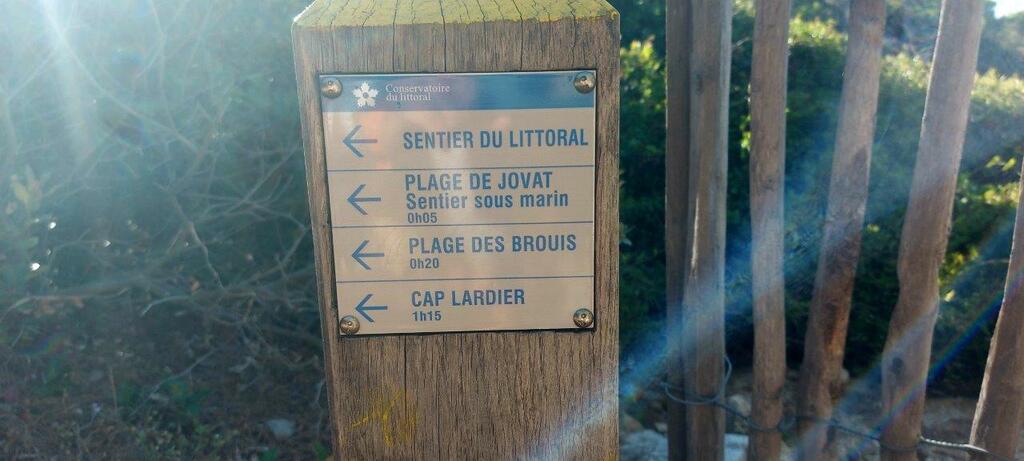 Conservatoire
du littoral
← SENTIER DU LITTORAL
← PLAGE DE JOVAT
Sentier sous marin
0h05
← PLAGE DES BROUIS
0h20
← CAP LARDIER
1h15